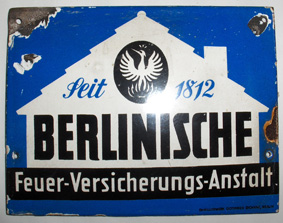 Seit 1812
BERLINISCHE
Feuer-Versicherungs-Anstalt